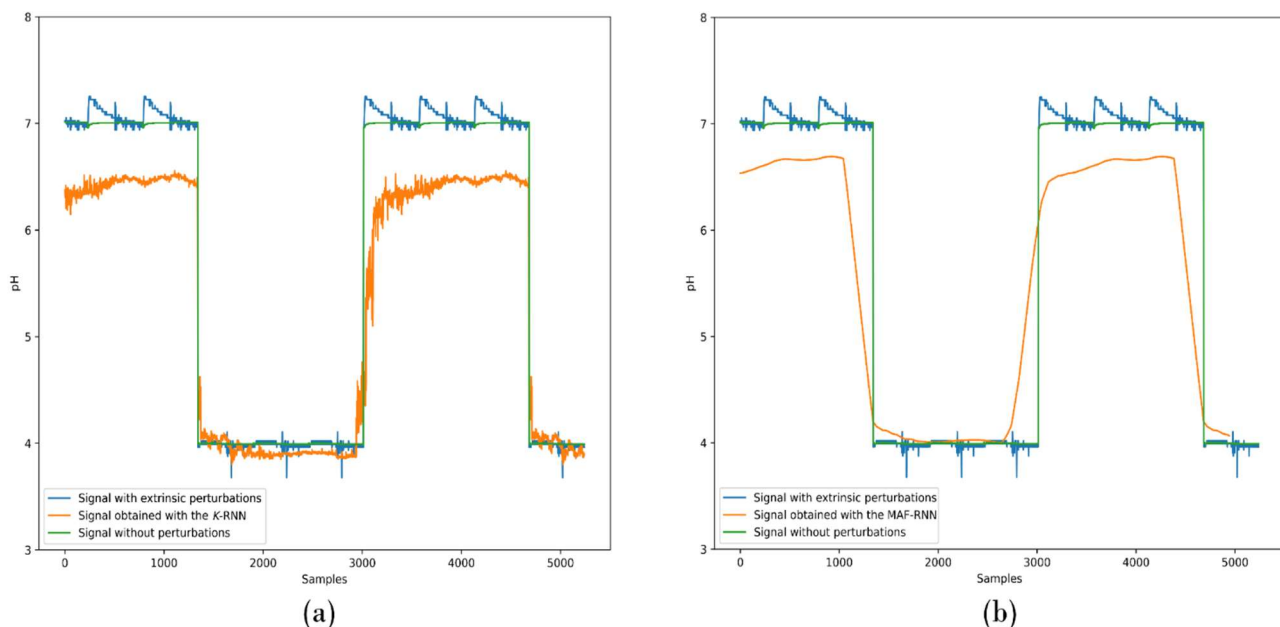 8
7
6
5
4
3
pH
Signal with extrinsic perturbations
Signal obtained with the K-RNN
Signal without perturbations
0 1000 2000 3000 4000 5000
Samples
(a)
8
7
6
5
4
3
pH
Signal with extrinsic perturbations
Signal obtained with the MAF-RNN
Signal without perturbations
0 1000 2000 3000 4000 5000
Samples
(b)